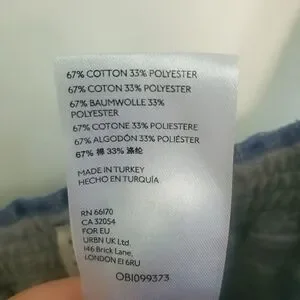 67% COTTON 33% POLYESTER
67% COTON 33% POLYESTER
67% BAUMWOLLE 33%
POLYESTER
67% COTONE 33% POLIESTERE
67% ALGODÓN 33% POLIÉSTER
67% 棉 33% 涤纶
MADE IN TURKEY
HECHO EN TURQUÍA
RN 66170
CA 32054
FOR EU
URBN UK Ltd.
146 Brick Lane,
LONDON E1 6RU
OBI099373